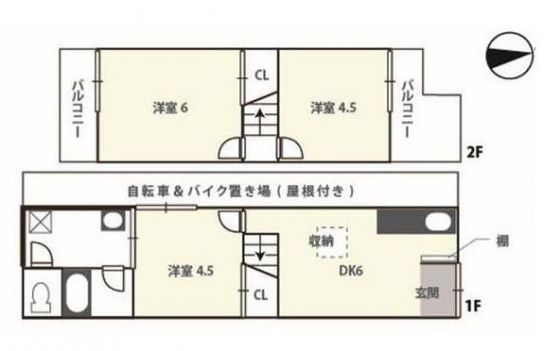 バルコニー
洋室 6
CL
洋室 4.5
バルコニー
2F
自転車&バイク置き場(屋根付き)
収納
棚
洋室 4.5
DK6
CL
玄関
1F